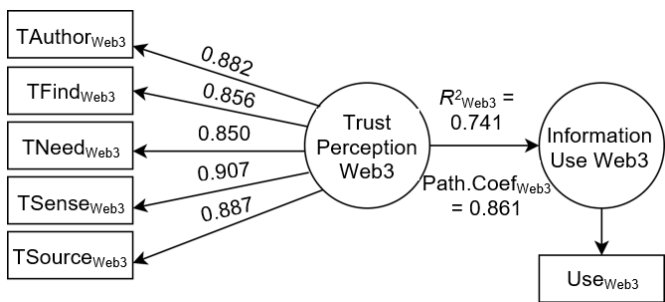 TAuthorWeb3
0.882
TFindWeb3
0.856
TNeedWeb3
0.850
TSenseWeb3
0.907
TSourceWeb3
0.887
Trust
Perception
Web3
R²Web3 =
0.741
Path.CoefWeb3
= 0.861
Information
Use Web3
UseWeb3